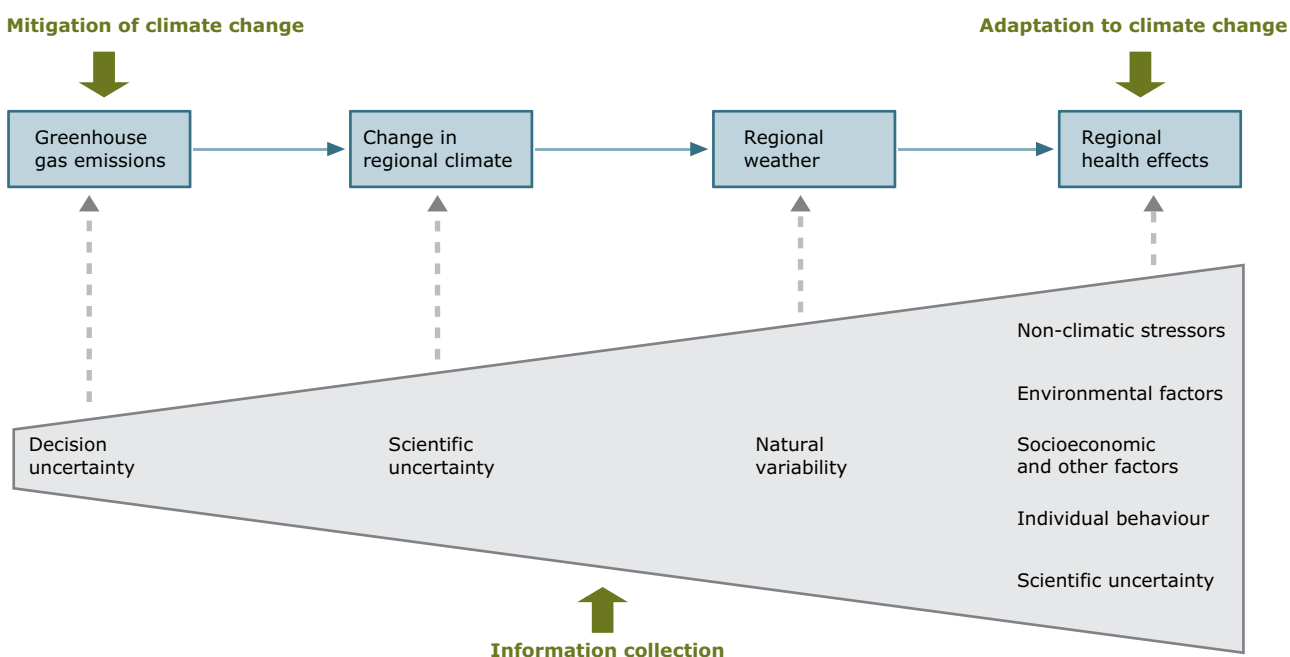 Mitigation of climate change
Adaptation to climate change
Greenhouse
gas emissions
Change in
regional climate
Regional
weather
Regional
health effects
Decision
uncertainty
Scientific
uncertainty
Natural
variability
Non-climatic stressors
Environmental factors
Socioeconomic
and other factors
Individual behaviour
Scientific uncertainty
Information collection